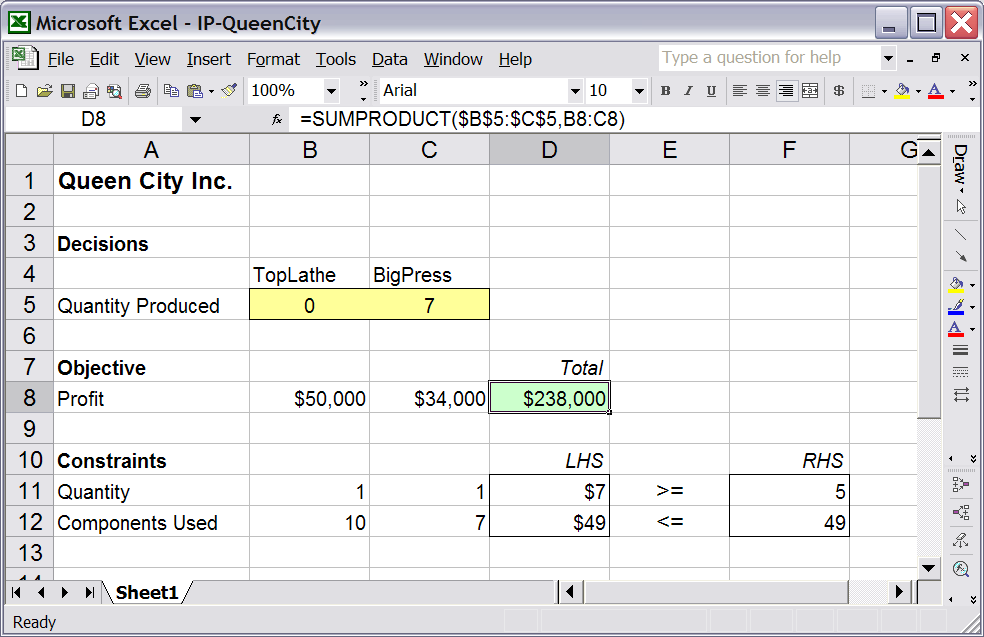 Microsoft Excel - IP-QueenCity
File Edit View Insert Format Tools Data Window Help Type a question for help
100% Arial 10 B I U $ A
D8 fx =SUMPRODUCT($B$5:$C$5,B8:C8)
A B C D E F G
1 Queen City Inc.
2
3 Decisions
4 TopLathe BigPress
5 Quantity Produced 0 7
6
7 Objective Total
8 Profit $50,000 $34,000 $238,000
9
10 Constraints LHS RHS
11 Quantity 1 1 $7 >= 5
12 Components Used 10 7 $49 <= 49
13
14
Sheet1
Ready
Draw
A